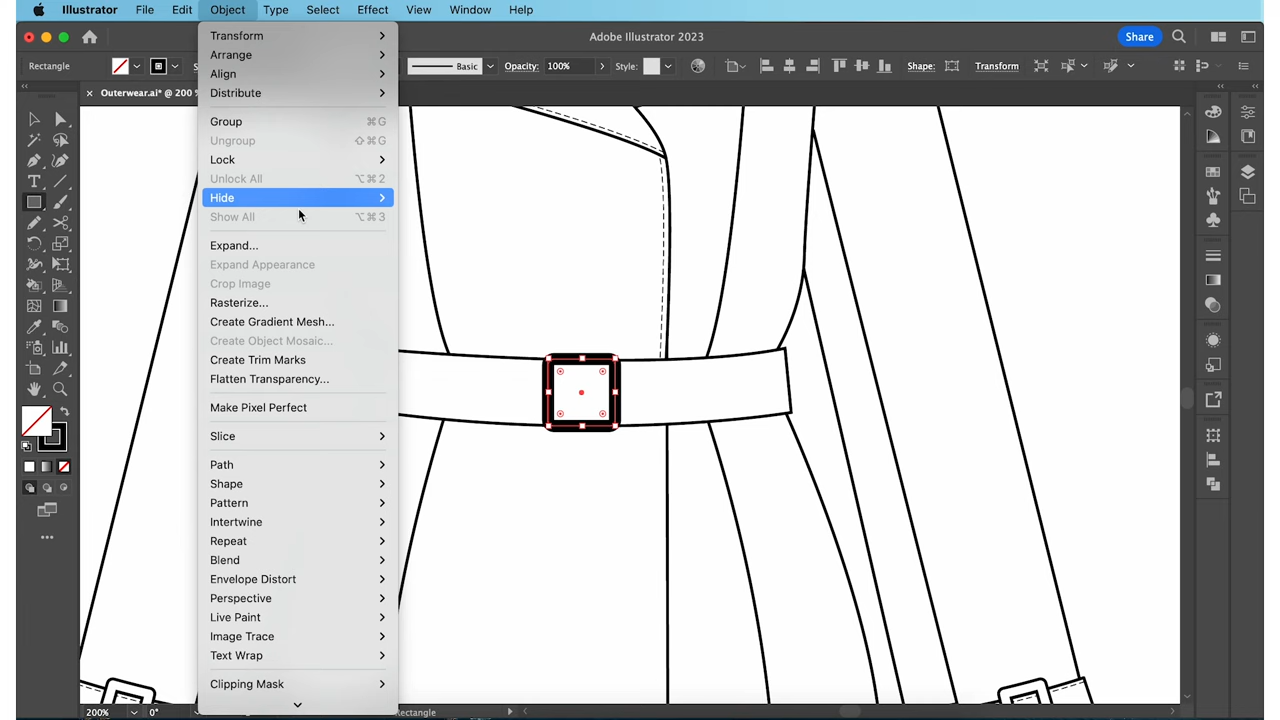 Illustrator File Edit Object Type Select Effect View Window Help
Adobe Illustrator 2023
Share
Rectangle
Basic
Opacity: 100%
Style:
Shape:
Transform
Outerwear.ai* @ 200
Transform
Arrange
Align
Distribute
Group ⌘G
Ungroup ⇧⌘G
Lock
Unlock All ⌥⌘2
Hide
Show All ⌥⌘3
Expand...
Expand Appearance
Crop Image
Rasterize...
Create Gradient Mesh...
Create Object Mosaic...
Create Trim Marks
Flatten Transparency...
Make Pixel Perfect
Slice
Path
Shape
Pattern
Intertwine
Repeat
Blend
Envelope Distort
Perspective
Live Paint
Image Trace
Text Wrap
Clipping Mask
200% 0° Rectangle